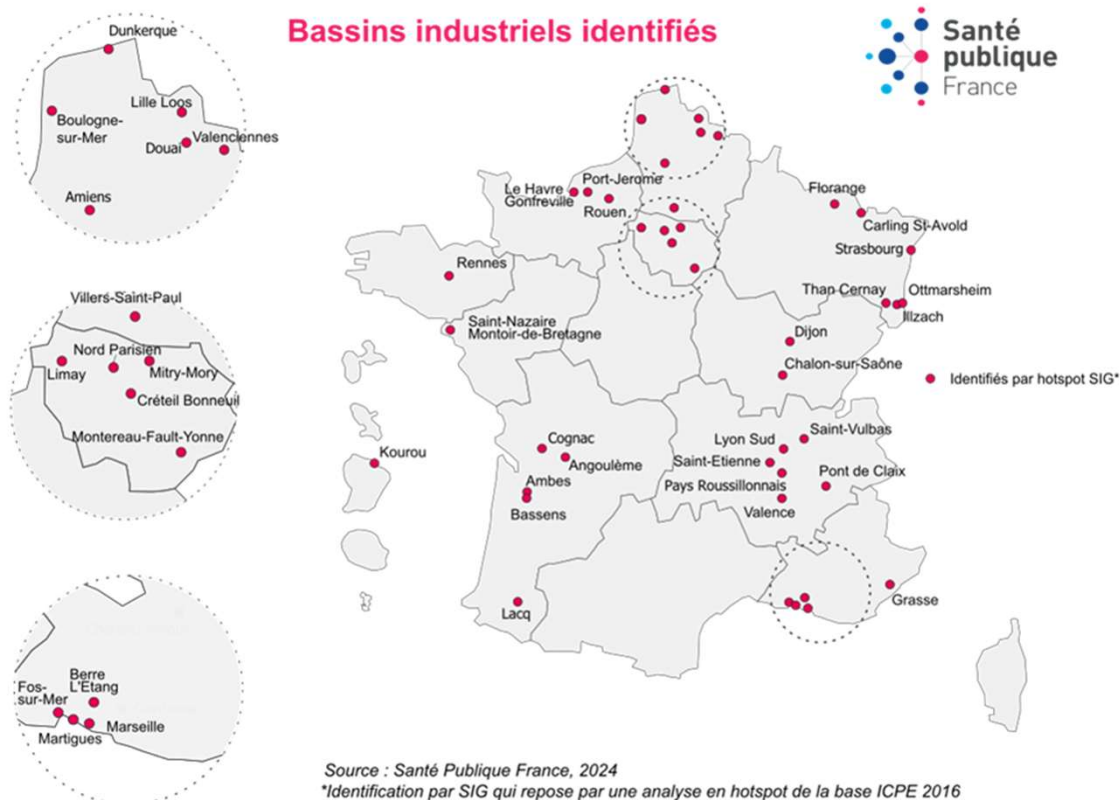 Bassins industriels identifiés
Santé
publique
France
Dunkerque
Lille Loos
Boulogne-
sur-Mer
Valenciennes
Douai
Amiens
Villers-Saint-Paul
Nord Parisien
Limay
Mitry-Mory
Créteil Bonneuil
Montereau-Fault-Yonne
Berre
L'Etang
Fos-
sur-Mer
Marseille
Martigues
Port-Jerome
Le Havre
Gonfreville
Rouen
Florange
Carling St-Avold
Strasbourg
Than Cernay
Ottmarsheim
Illzach
Rennes
Saint-Nazaire
Montoir-de-Bretagne
Dijon
Chalon-sur-Saône
Identifiés par hotspot SIG*
Kourou
Cognac
Angoulème
Ambes
Bassens
Lyon Sud
Saint-Vulbas
Saint-Etienne
Pont de Claix
Pays Roussillonnais
Valence
Lacq
Grasse
Source : Santé Publique France, 2024
*Identification par SIG qui repose par une analyse en hotspot de la base ICPE 2016